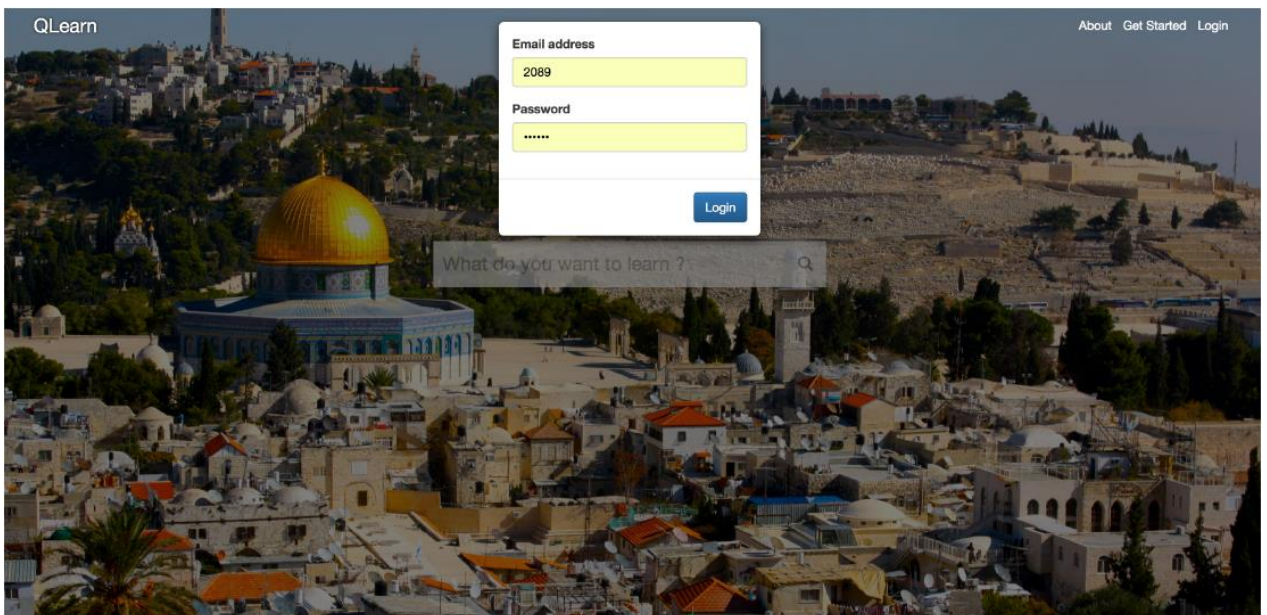 QLearn
About Get Started Login
Email address
2089
Password
••••••
Login
What do you want to learn ?